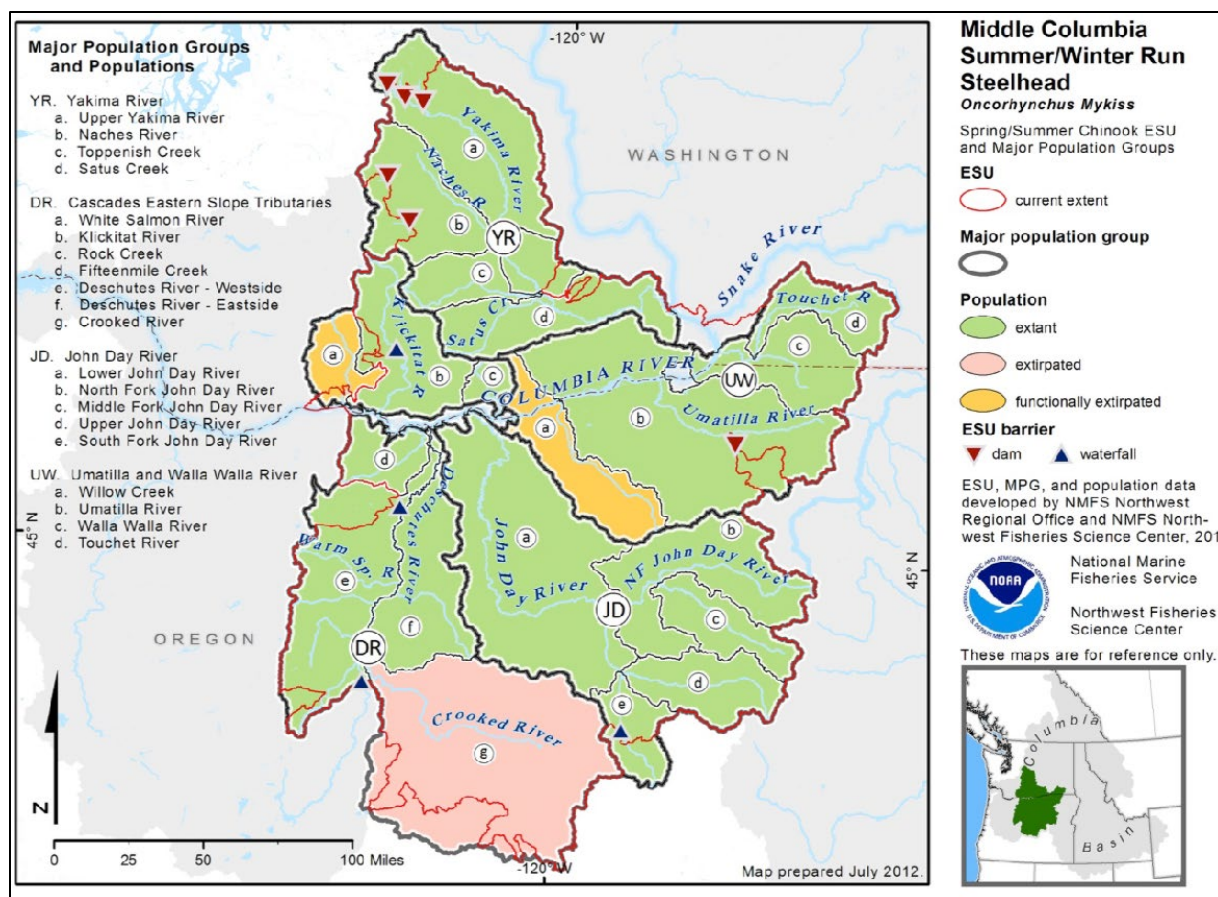 Major Population Groups
and Populations
YR. Yakima River
a. Upper Yakima River
b. Naches River
c. Toppenish Creek
d. Satus Creek
DR. Cascades Eastern Slope Tributaries
a. White Salmon River
b. Klickitat River
c. Rock Creek
d. Fifteenmile Creek
e. Deschutes River - Westside
f. Deschutes River - Eastside
g. Crooked River
JD. John Day River
a. Lower John Day River
b. North Fork John Day River
c. Middle Fork John Day River
d. Upper John Day River
e. South Fork John Day River
UW. Umatilla and Walla Walla River
a. Willow Creek
b. Umatilla River
c. Walla Walla River
d. Touchet River
-120° W
WASHINGTON
a
Yakima River
Naches R
b
YR
c
Satus Cr
d
Snake River
Touchet R
d
c
a
Klickitat R
b
c
COLUMBIA RIVER
UW
Umatilla River
b
a
d
Deschutes River
45° N
Warm Sp. R
e
f
DR
OREGON
a
John Day River
b
NF John Day River
JD
c
d
e
45° N
Crooked River
g
N
0 25 50 100 Miles
-120° W
Map prepared July 2012.
Middle Columbia
Summer/Winter Run
Steelhead
Oncorhynchus Mykiss
Spring/Summer Chinook ESU
and Major Population Groups
ESU
current extent
Major population group
Population
extant
extirpated
functionally extirpated
ESU barrier
dam
waterfall
ESU, MPG, and population data
developed by NMFS Northwest
Regional Office and NMFS North-
west Fisheries Science Center, 201
NOAA
National Marine
Fisheries Service
Northwest Fisheries
Science Center
These maps are for reference only.
Columbia
Basin